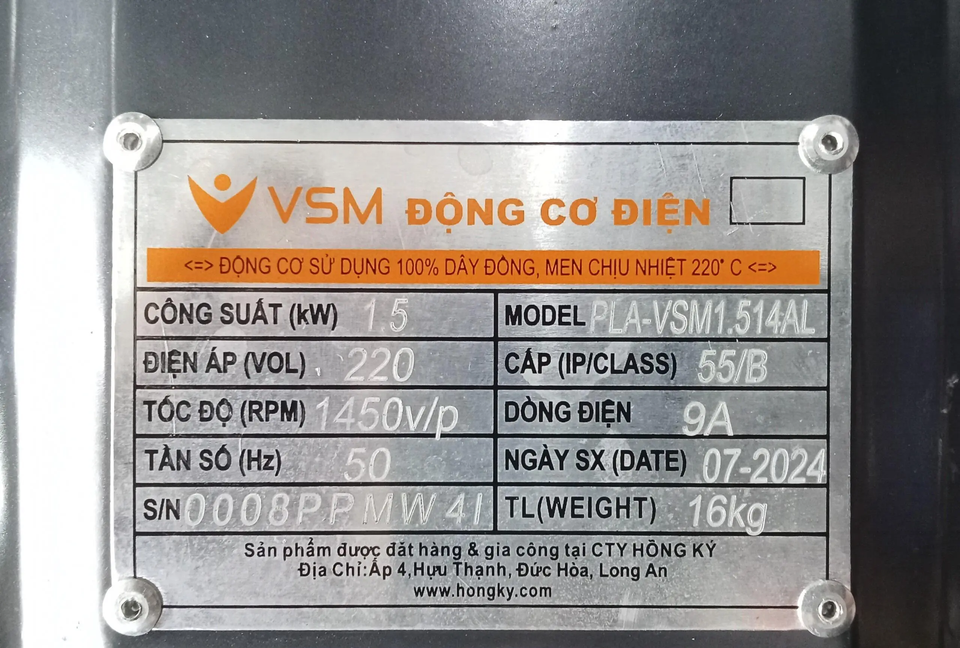 VSM ĐỘNG CƠ ĐIỆN
<=> ĐỘNG CƠ SỬ DỤNG 100% DÂY ĐỒNG, MEN CHỊU NHIỆT 220° C <=>
CÔNG SUẤT (kW) 1.5 MODEL PLA-VSM1.514AL
ĐIỆN ÁP (VOL) 220 CẤP (IP/CLASS) 55/B
TỐC ĐỘ (RPM) 1450v/p DÒNG ĐIỆN 9A
TẦN SỐ (Hz) 50 NGÀY SX (DATE) 07-2024
S/N 0008PPMW4I TL(WEIGHT) 16kg
Sản phẩm được đặt hàng & gia công tại CTY HỒNG KÝ
Địa Chỉ:Ấp 4,Hựu Thạnh, Đức Hòa, Long An
www.hongky.com